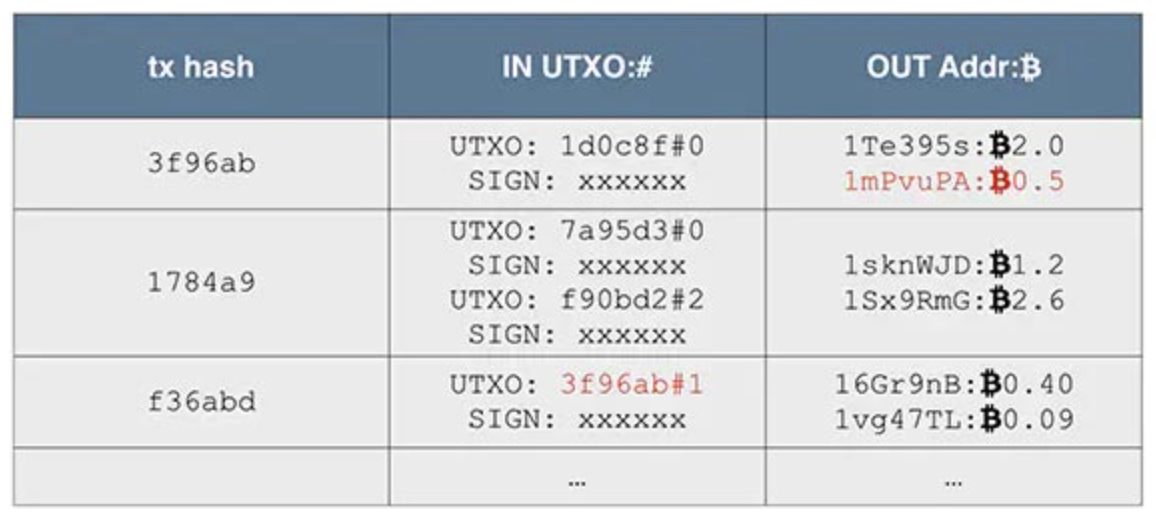 tx hash IN UTXO:# OUT Addr:₿
3f96ab
UTXO: 1d0c8f#0
SIGN: xxxxxx
1Te395s:₿2.0
1mPvuPA:₿0.5
1784a9
UTXO: 7a95d3#0
SIGN: xxxxxx
UTXO: f90bd2#2
SIGN: xxxxxx
1sknWJD:₿1.2
1Sx9RmG:₿2.6
f36abd
UTXO: 3f96ab#1
SIGN: xxxxxx
16Gr9nB:₿0.40
1vg47TL:₿0.09
... ...